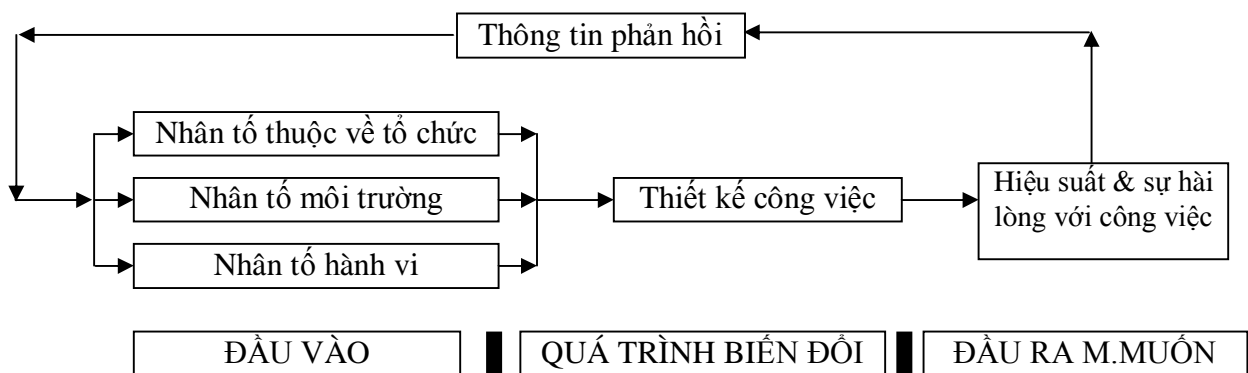 Thông tin phản hồi
Nhân tố thuộc về tổ chức
Nhân tố môi trường
Nhân tố hành vi
Thiết kế công việc
Hiệu suất & sự hài
lòng với công việc
ĐẦU VÀO
QUÁ TRÌNH BIẾN ĐỔI
ĐẦU RA M.MUỐN